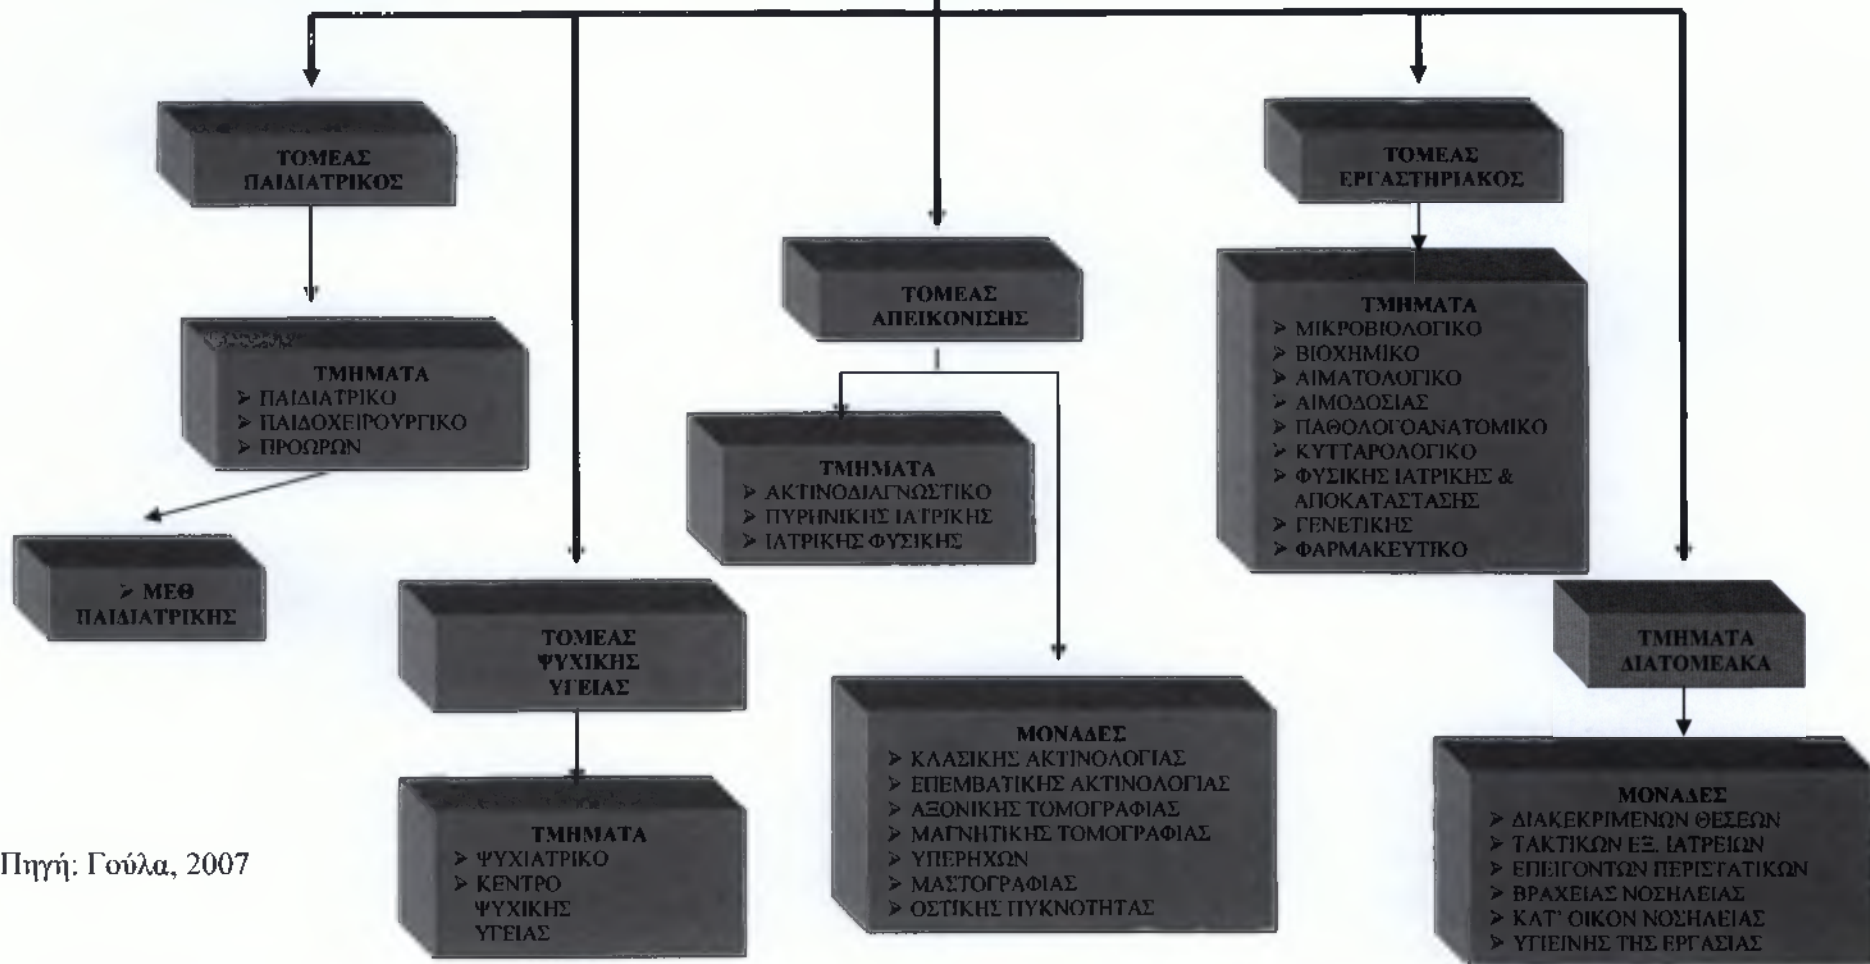 ΤΟΜΕΑΣ
ΠΑΙΔΙΑΤΡΙΚΟΣ
ΤΜΗΜΑΤΑ
➢ ΠΑΙΔΙΑΤΡΙΚΟ
➢ ΠΑΙΔΟΧΕΙΡΟΥΡΓΙΚΟ
➢ ΠΡΟΩΡΩΝ
➢ ΜΕΘ
ΠΑΙΔΙΑΤΡΙΚΗΣ
ΤΟΜΕΑΣ
ΨΥΧΙΚΗΣ
ΥΓΕΙΑΣ
ΤΜΗΜΑΤΑ
➢ ΨΥΧΙΑΤΡΙΚΟ
➢ ΚΕΝΤΡΟ
ΨΥΧΙΚΗΣ
ΥΓΕΙΑΣ
ΤΟΜΕΑΣ
ΑΠΕΙΚΟΝΙΣΗΣ
ΤΜΗΜΑΤΑ
➢ ΑΚΤΙΝΟΔΙΑΓΝΩΣΤΙΚΟ
➢ ΠΥΡΗΝΙΚΗΣ ΙΑΤΡΙΚΗΣ
➢ ΙΑΤΡΙΚΗΣ ΦΥΣΙΚΗΣ
ΜΟΝΑΔΕΣ
➢ ΚΛΑΣΙΚΗΣ ΑΚΤΙΝΟΛΟΓΙΑΣ
➢ ΕΠΕΜΒΑΤΙΚΗΣ ΑΚΤΙΝΟΛΟΓΙΑΣ
➢ ΑΞΟΝΙΚΗΣ ΤΟΜΟΓΡΑΦΙΑΣ
➢ ΜΑΓΝΗΤΙΚΗΣ ΤΟΜΟΓΡΑΦΙΑΣ
➢ ΥΠΕΡΗΧΩΝ
➢ ΜΑΣΤΟΓΡΑΦΙΑΣ
➢ ΟΣΤΙΚΗΣ ΠΥΚΝΟΤΗΤΑΣ
ΤΟΜΕΑΣ
ΕΡΓΑΣΤΗΡΙΑΚΟΣ
ΤΜΗΜΑΤΑ
➢ ΜΙΚΡΟΒΙΟΛΟΓΙΚΟ
➢ ΒΙΟΧΗΜΙΚΟ
➢ ΑΙΜΑΤΟΛΟΓΙΚΟ
➢ ΑΙΜΟΔΟΣΙΑΣ
➢ ΠΑΘΟΛΟΓΟΑΝΑΤΟΜΙΚΟ
➢ ΚΥΤΤΑΡΟΛΟΓΙΚΟ
➢ ΦΥΣΙΚΗΣ ΙΑΤΡΙΚΗΣ &
ΑΠΟΚΑΤΑΣΤΑΣΗΣ
➢ ΓΕΝΕΤΙΚΗΣ
➢ ΦΑΡΜΑΚΕΥΤΙΚΟ
ΤΜΗΜΑΤΑ
ΔΙΑΤΟΜΕΑΚΑ
ΜΟΝΑΔΕΣ
➢ ΔΙΑΚΕΚΡΙΜΕΝΩΝ ΘΕΣΕΩΝ
➢ ΤΑΚΤΙΚΩΝ ΕΞ. ΙΑΤΡΕΙΩΝ
➢ ΕΠΕΙΓΟΝΤΩΝ ΠΕΡΙΣΤΑΤΙΚΩΝ
➢ ΒΡΑΧΕΙΑΣ ΝΟΣΗΛΕΙΑΣ
➢ ΚΑΤ' ΟΙΚΟΝ ΝΟΣΗΛΕΙΑΣ
➢ ΥΓΙΕΙΝΗΣ ΤΗΣ ΕΡΓΑΣΙΑΣ
Πηγή: Γούλα, 2007